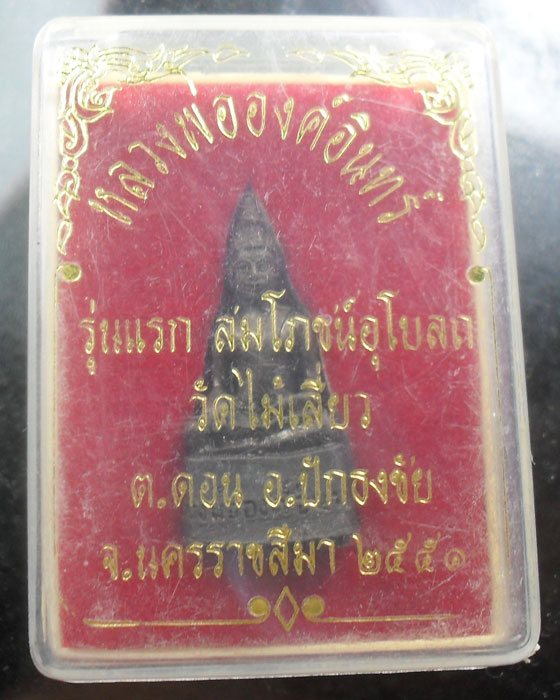 หลวงพ่อองค์อินทร์
รุ่นแรก สมโภชน์อุโบสถ
วัดไม้เสี่ยว
ต.ดอน อ.ปักธงชัย
จ.นครราชสีมา ๒๕๕๑